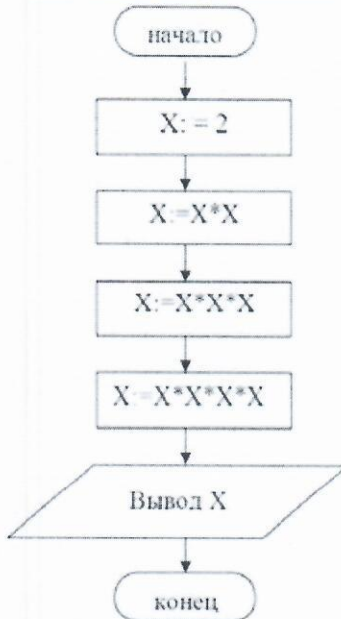 начало
X: = 2
X:=X*X
X:=X*X*X
X:=X*X*X*X
Вывод X
конец